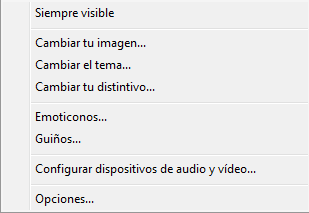 Siempre visible
Cambiar tu imagen...
Cambiar el tema...
Cambiar tu distintivo...
Emoticonos...
Guiños...
Configurar dispositivos de audio y vídeo...
Opciones...